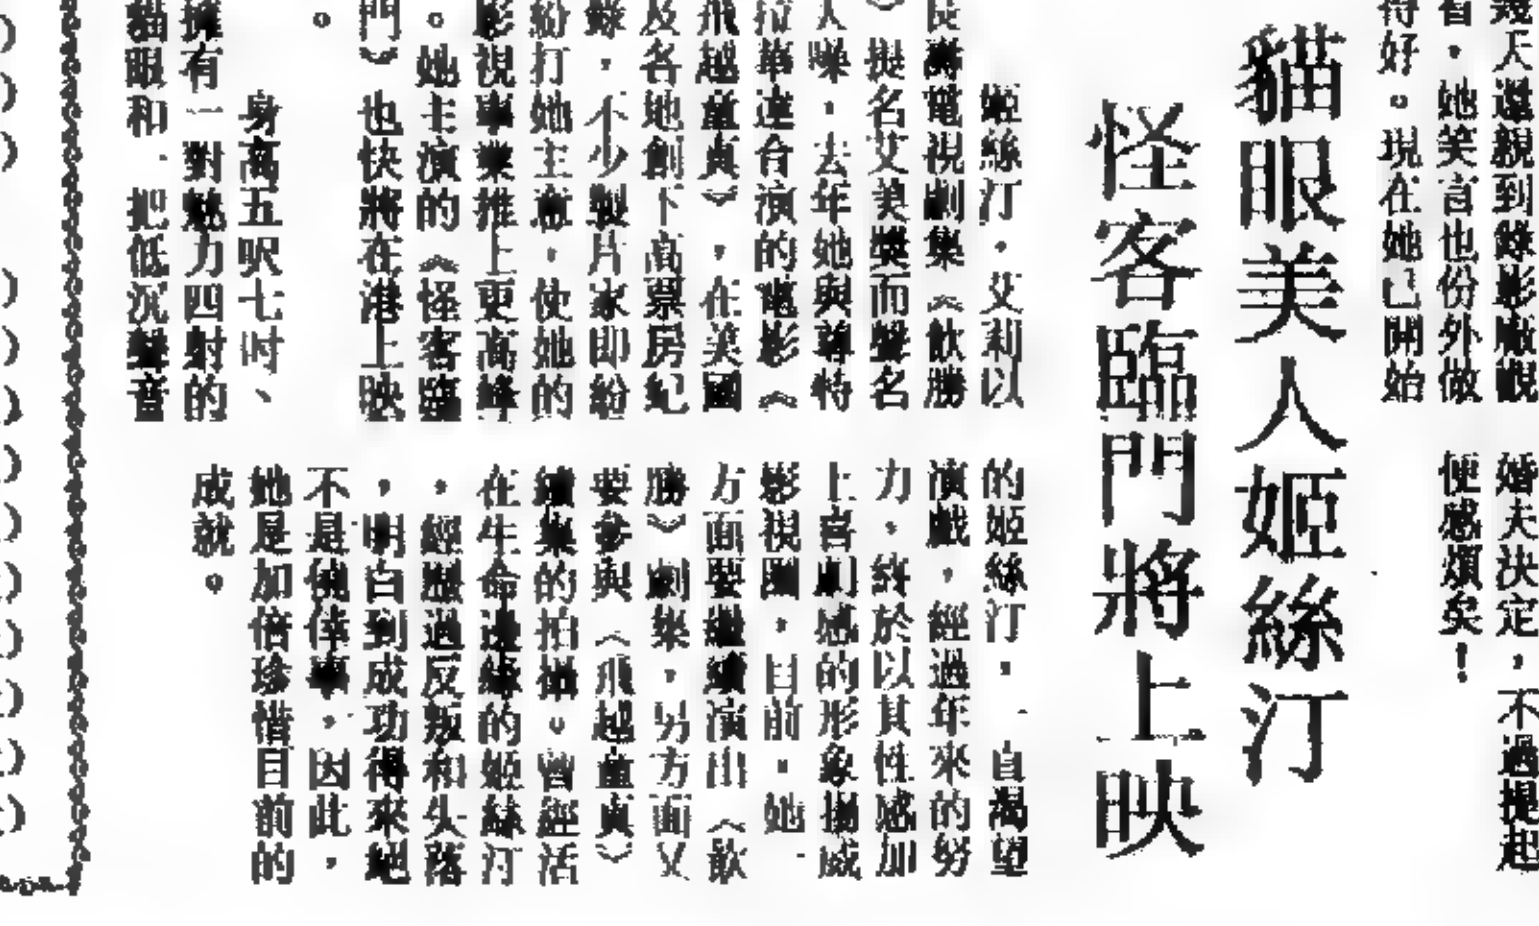 幾天還親到錄影廠觀
者，她笑言也份外做
得好。現在她已開始
婚夫決定，不過提起
便感煩矣！
貓眼美人姬絲汀
怪客臨門將上映
姬絲汀．艾莉以
長壽電視劇集《飲勝
》提名艾美獎而聲名
大噪，去年她與尊特
拉華達合演的電影《
飛越童真》，在美國
及各地創下高票房紀
錄，不少製片家即紛
紛打她主意，使她的
影視事業推上更高峰
。她主演的《怪客臨
門》也快將在港上映
。
身高五呎七吋、
擁有一對魅力四射的
貓眼和一把低沉聲音
的姬絲汀，自渴望
演戲，經過年來的努
力，終於以其性感加
上喜劇感的形象揚威
影視圈，目前，她一
方面要繼續演出《飲
勝》劇集，另方面又
要參與《飛越童真》
續集的拍攝。曾經活
在生命邊緣的姬絲汀
，經歷過反叛和失落
，明白到成功得來絕
不是僥倖事，因此，
她是加倍珍惜目前的
成就。